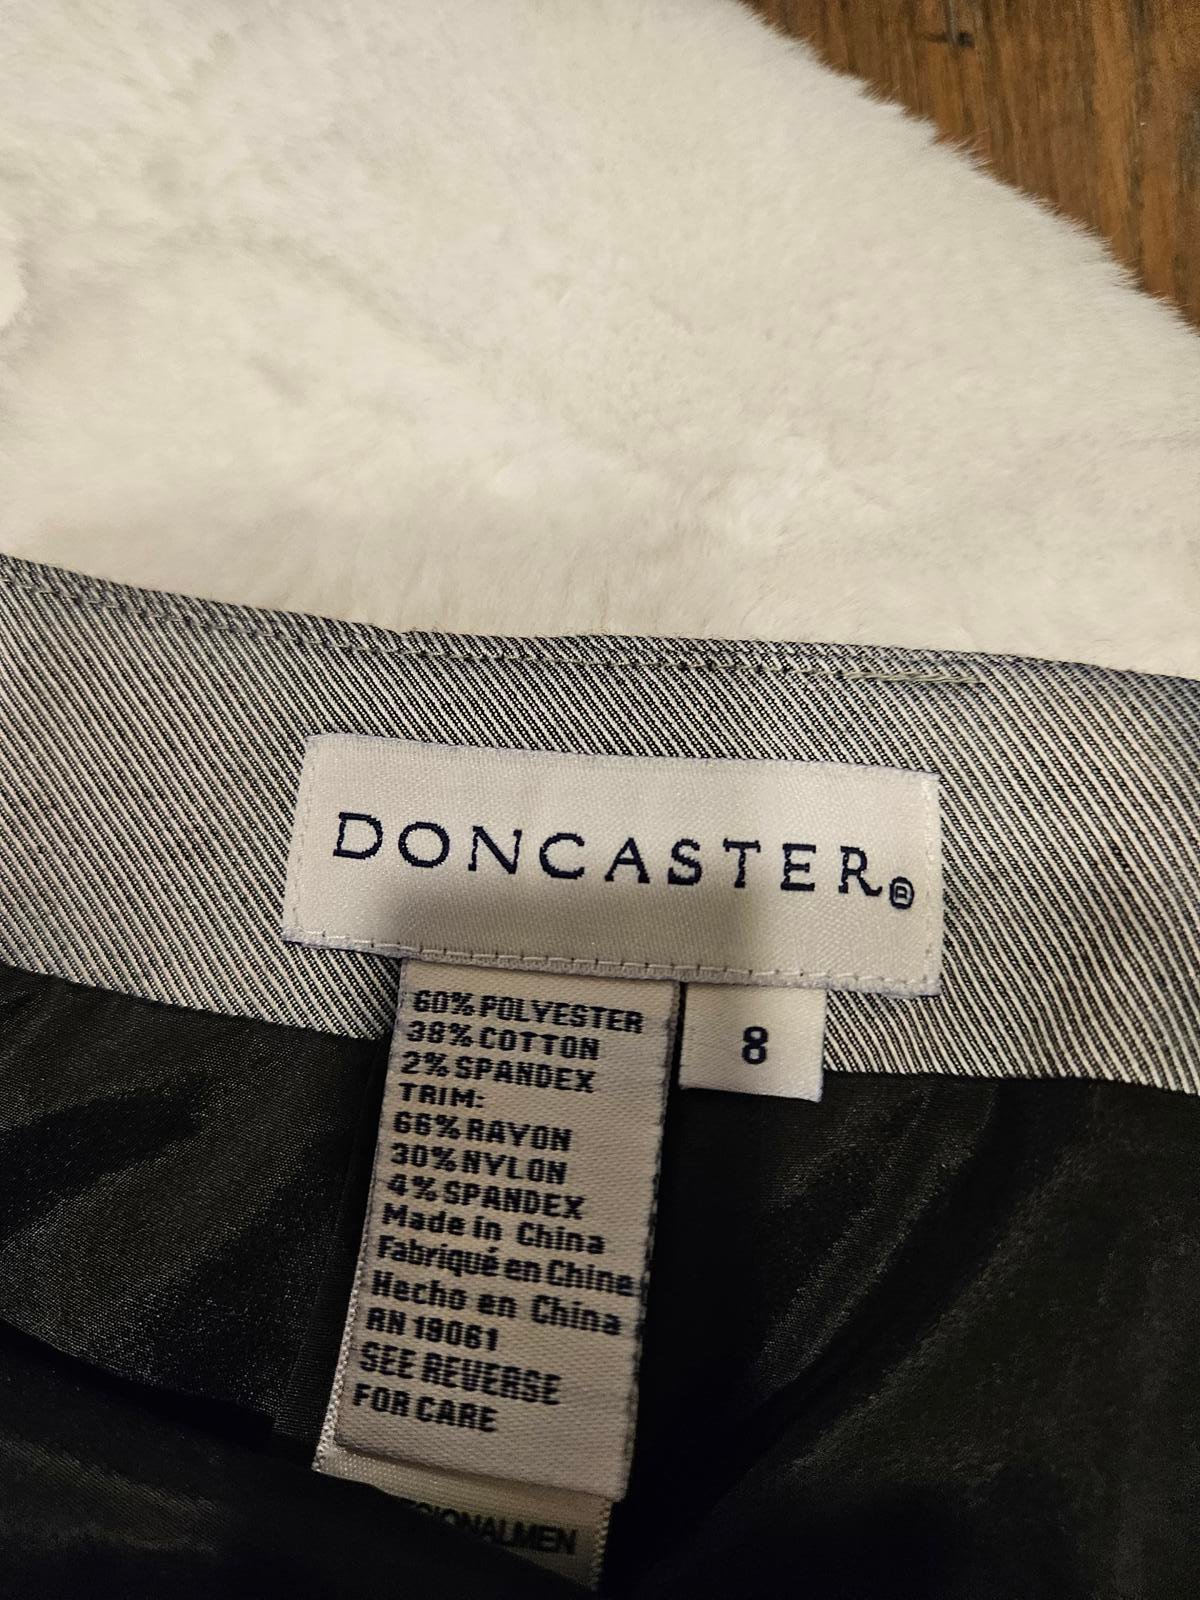 DONCASTER®
8
60% POLYESTER
38% COTTON
2% SPANDEX
TRIM:
66% RAYON
30% NYLON
4% SPANDEX
Made in China
Fabriqué en Chine
Hecho en China
RN 19061
SEE REVERSE
FOR CARE